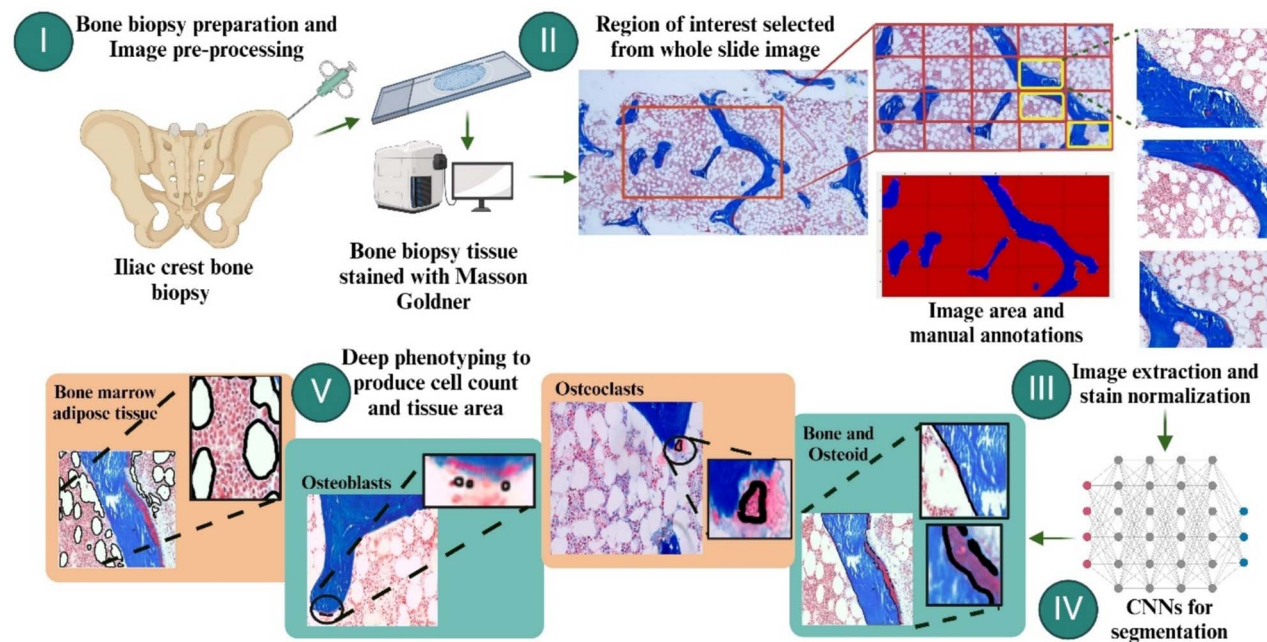 I
Bone biopsy preparation and
Image pre-processing
Iliac crest bone
biopsy
Bone biopsy tissue
stained with Masson
Goldner
II
Region of interest selected
from whole slide image
Image area and
manual annotations
III
Image extraction and
stain normalization
IV
CNNs for
segmentation
V
Deep phenotyping to
produce cell count
and tissue area
Bone marrow
adipose tissue
Osteoblasts
Osteoclasts
Bone and
Osteoid